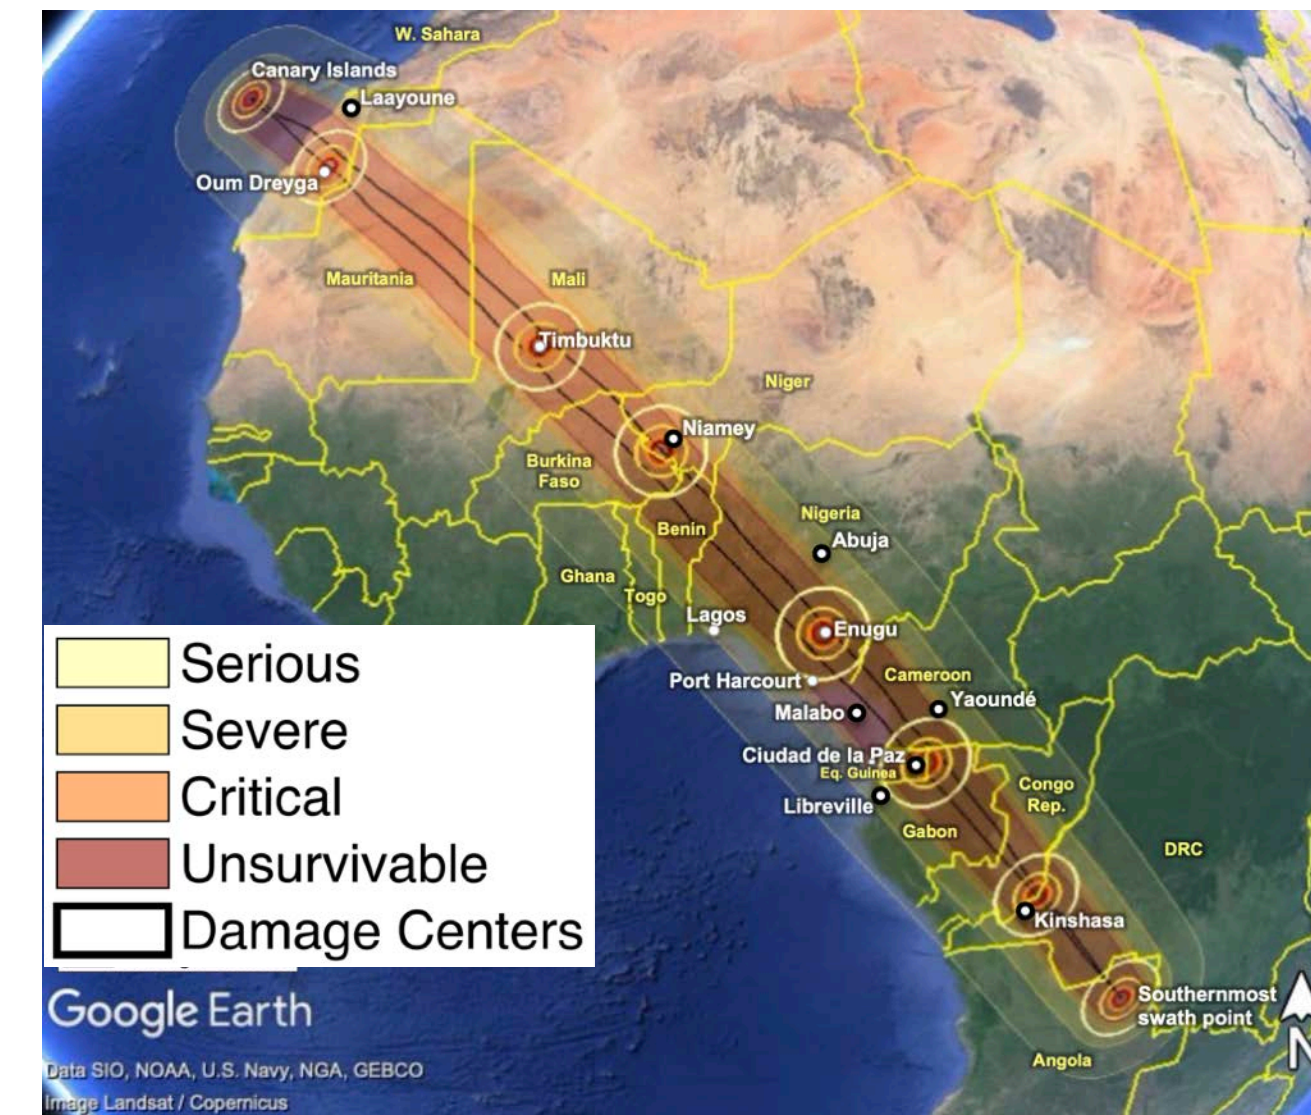 W. Sahara
Canary Islands
Laayoune
Oum Dreyga
Mauritania
Mali
Timbuktu
Niger
Niamey
Burkina
Faso
Nigeria
Benin
Abuja
Ghana
Togo
Lagos
Enugu
Port Harcourt
Cameroon
Malabo
Yaoundé
Ciudad de la Paz
Eq. Guinea
Libreville
Congo
Rep.
Gabon
DRC
Kinshasa
Southernmost
swath point
Angola
N
Serious
Severe
Critical
Unsurvivable
Damage Centers
Google Earth
Data SIO, NOAA, U.S. Navy, NGA, GEBCO
Image Landsat / Copernicus